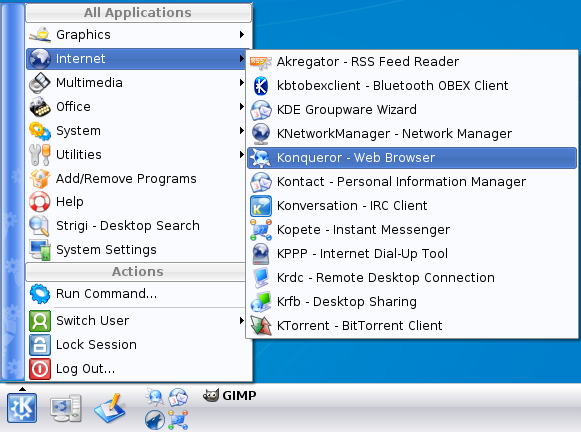 All Applications
Graphics
Internet
Multimedia
Office
System
Utilities
Add/Remove Programs
Help
Strigi - Desktop Search
System Settings
Actions
Run Command...
Switch User
Lock Session
Log Out...
Akregator - RSS Feed Reader
kbtobexclient - Bluetooth OBEX Client
KDE Groupware Wizard
KNetworkManager - Network Manager
Konqueror - Web Browser
Kontact - Personal Information Manager
Konversation - IRC Client
Kopete - Instant Messenger
KPPP - Internet Dial-Up Tool
Krdc - Remote Desktop Connection
Krfb - Desktop Sharing
KTorrent - BitTorrent Client
GIMP